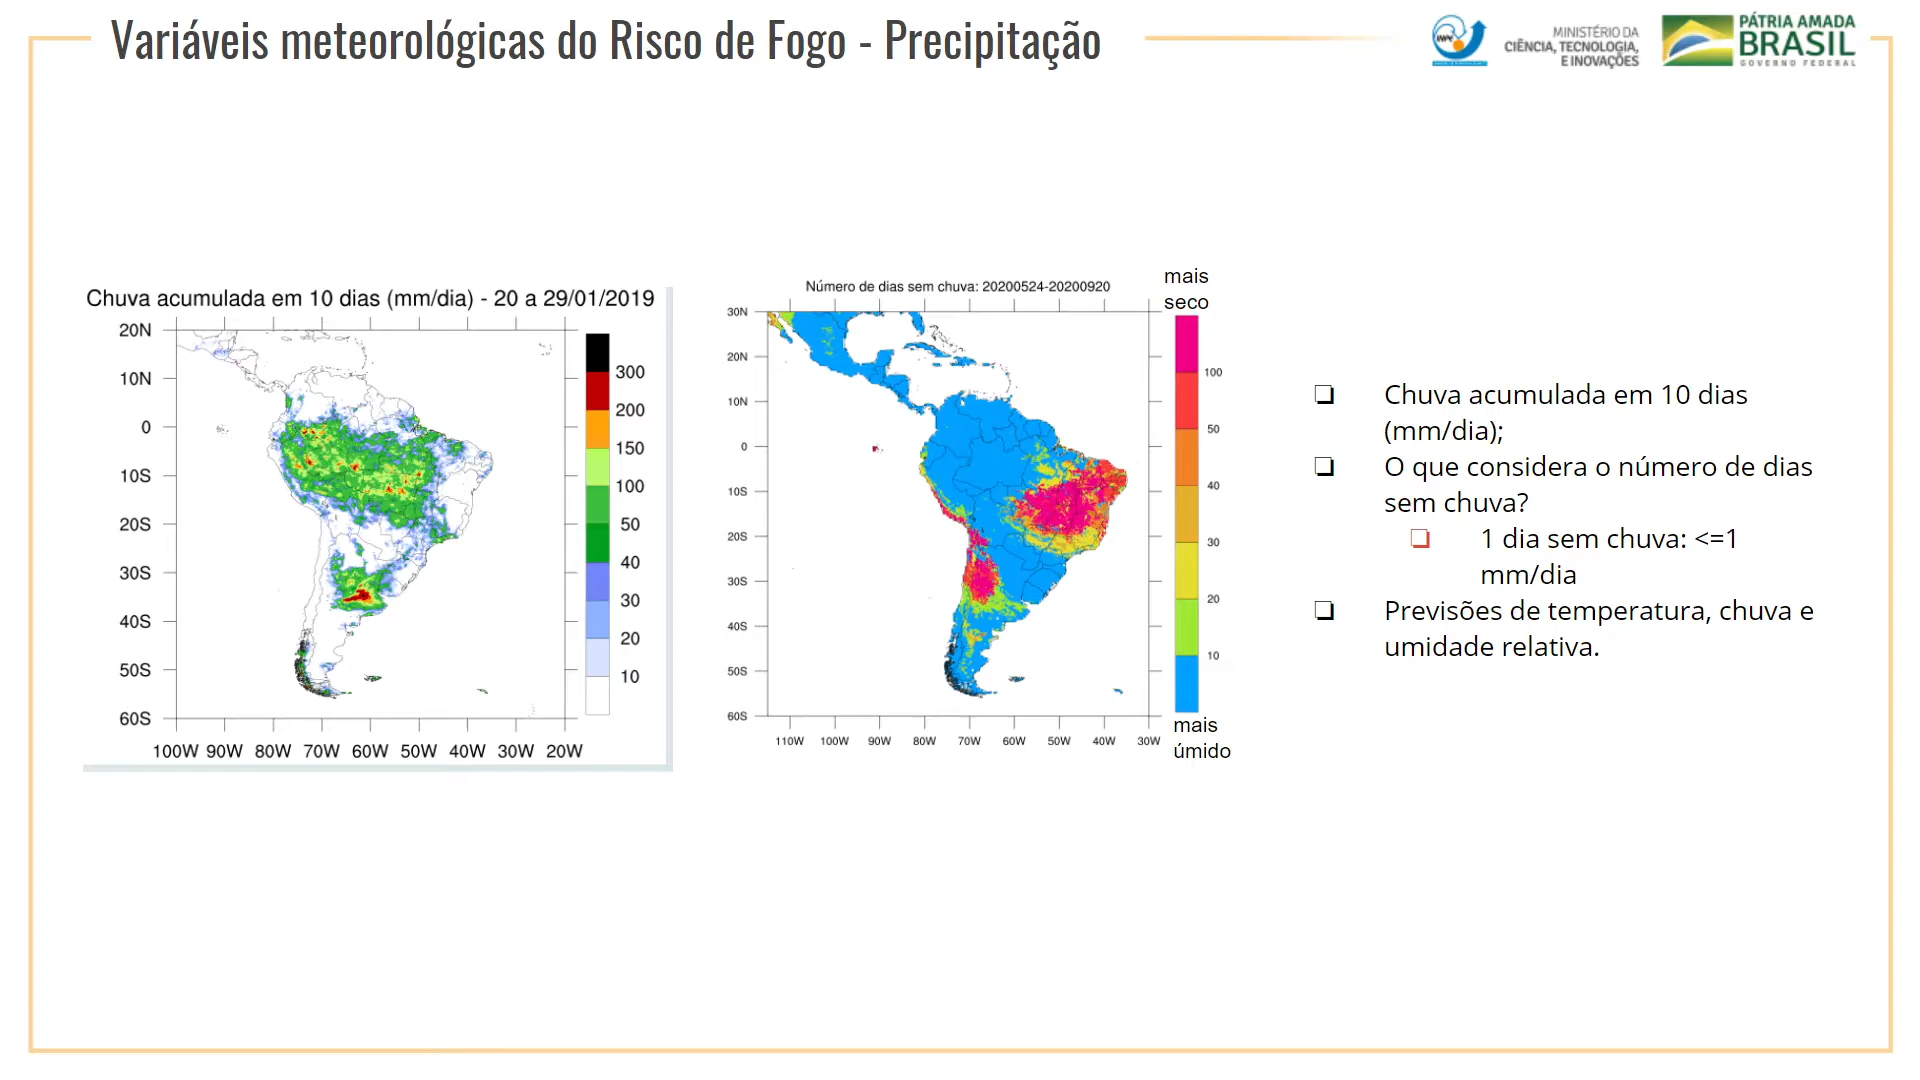 Variáveis meteorológicas do Risco de Fogo - Precipitação
INPE
MINISTÉRIO DA
CIÊNCIA, TECNOLOGIA,
E INOVAÇÕES
PÁTRIA AMADA
BRASIL
GOVERNO FEDERAL
Chuva acumulada em 10 dias (mm/dia) - 20 a 29/01/2019
20N
10N
0
10S
20S
30S
40S
50S
60S
100W 90W 80W 70W 60W 50W 40W 30W 20W
300
200
150
100
50
40
30
20
10
Número de dias sem chuva: 20200524-20200920
30N
20N
10N
0
10S
20S
30S
40S
50S
60S
110W 100W 90W 80W 70W 60W 50W 40W 30W
mais
seco
100
50
40
30
20
10
mais
úmido
❏ Chuva acumulada em 10 dias
(mm/dia);
❏ O que considera o número de dias
sem chuva?
❏ 1 dia sem chuva: <=1
mm/dia
❏ Previsões de temperatura, chuva e
umidade relativa.